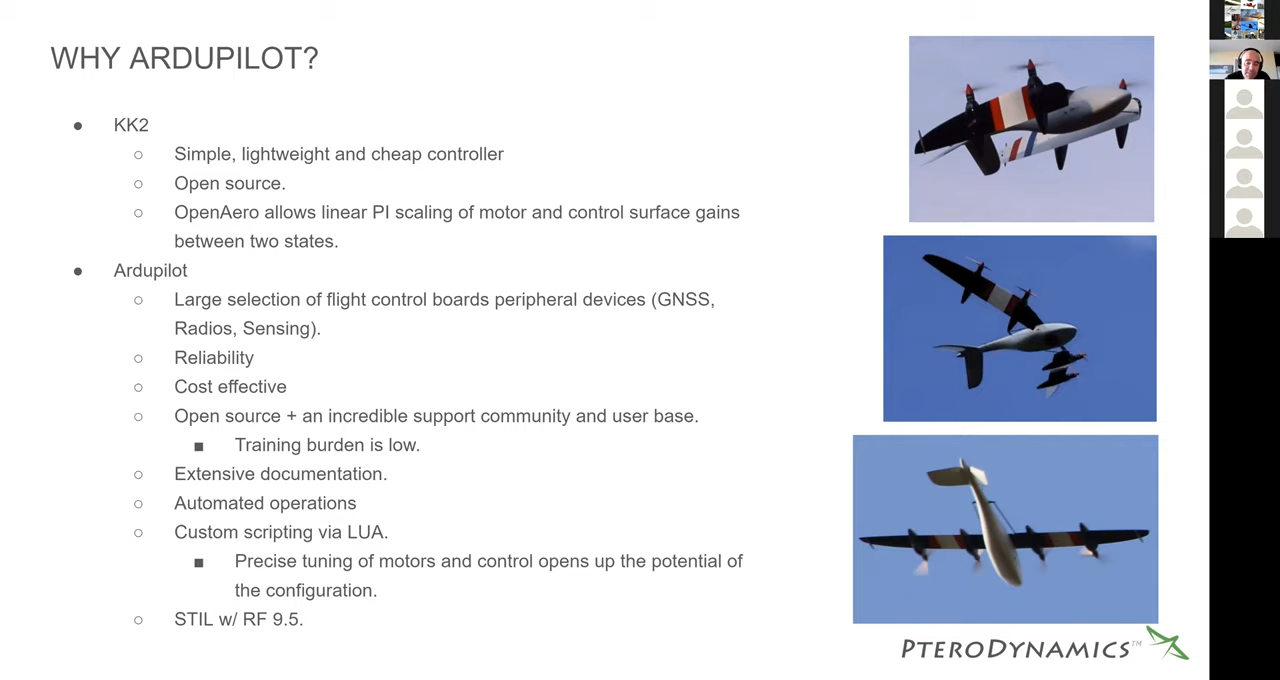 WHY ARDUPILOT?
● KK2
○ Simple, lightweight and cheap controller
○ Open source.
○ OpenAero allows linear PI scaling of motor and control surface gains
between two states.
● Ardupilot
○ Large selection of flight control boards peripheral devices (GNSS,
Radios, Sensing).
○ Reliability
○ Cost effective
○ Open source + an incredible support community and user base.
■ Training burden is low.
○ Extensive documentation.
○ Automated operations
○ Custom scripting via LUA.
■ Precise tuning of motors and control opens up the potential of
the configuration.
○ STIL w/ RF 9.5.
PTERODYNAMICS™